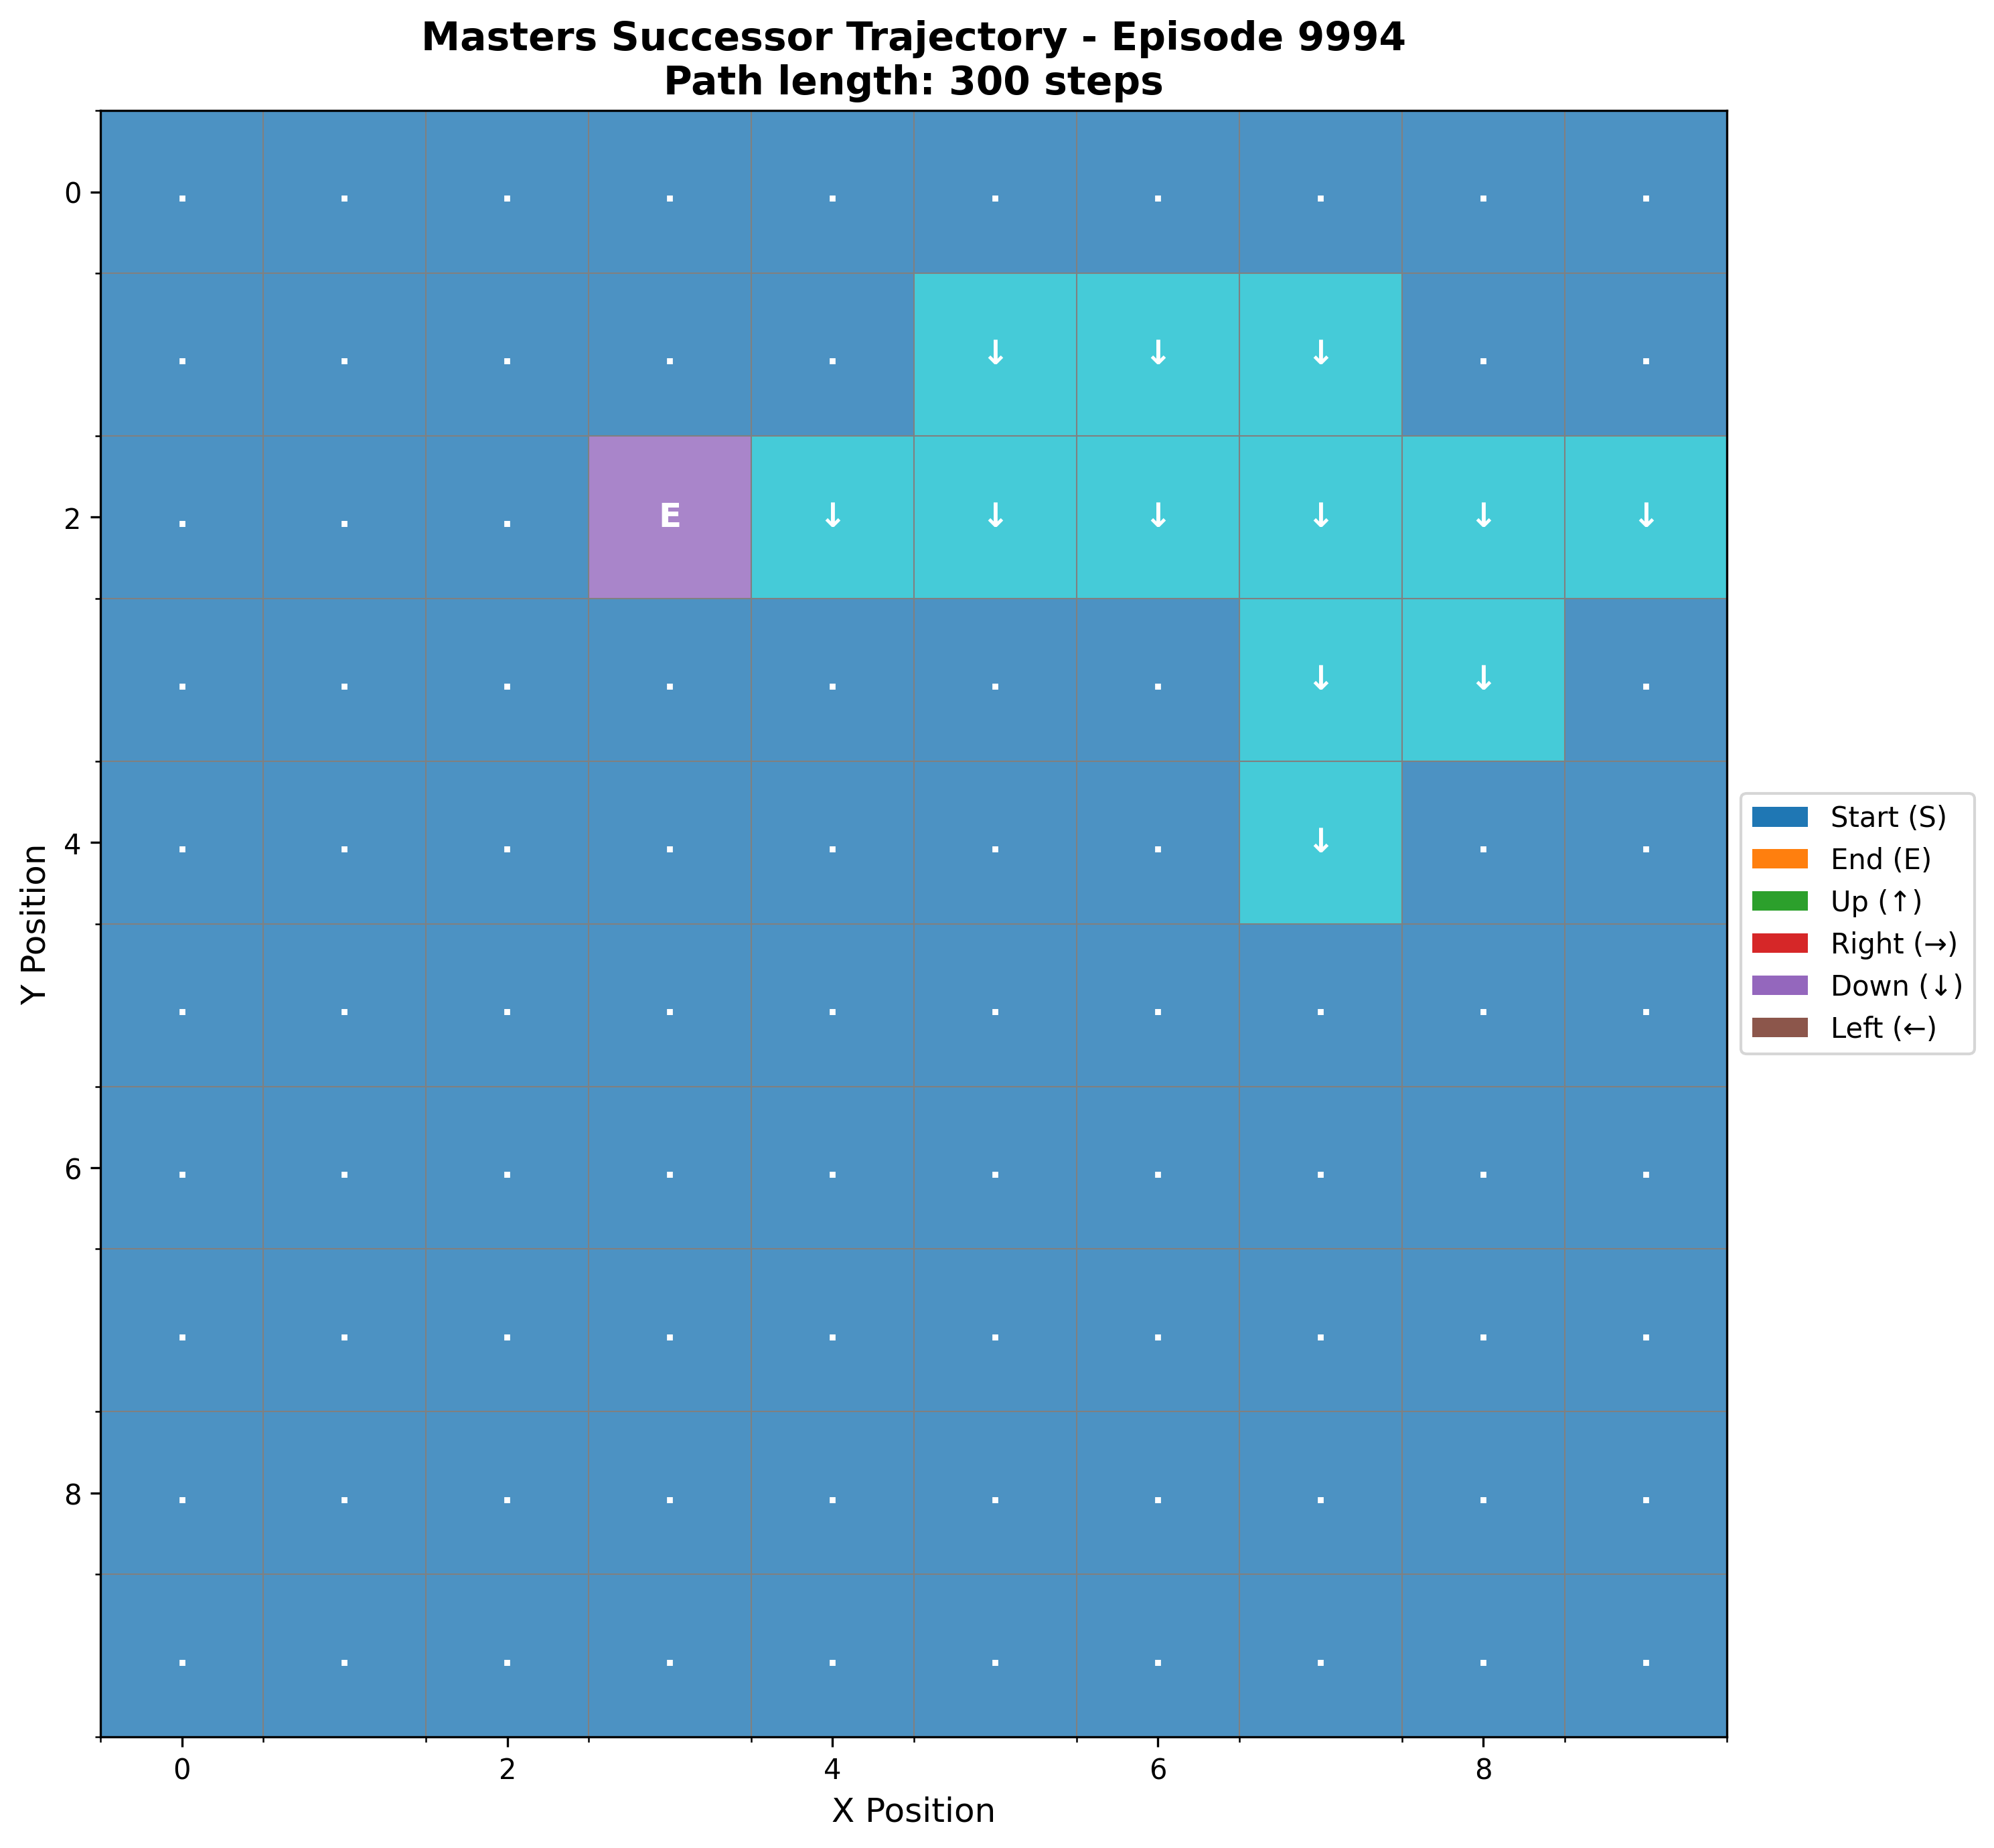 Masters Successor Trajectory - Episode 9994
Path length: 300 steps
0
. . . . . . . . . .
. . . . . ↓ ↓ ↓ . .
2
. . . E ↓ ↓ ↓ ↓ ↓ ↓
. . . . . . . ↓ ↓ .
4
. . . . . . . ↓ . .
. . . . . . . . . .
6
. . . . . . . . . .
. . . . . . . . . .
8
. . . . . . . . . .
. . . . . . . . . .
0 2 4 6 8
X Position
Y Position
Start (S)
End (E)
Up (↑)
Right (→)
Down (↓)
Left (←)